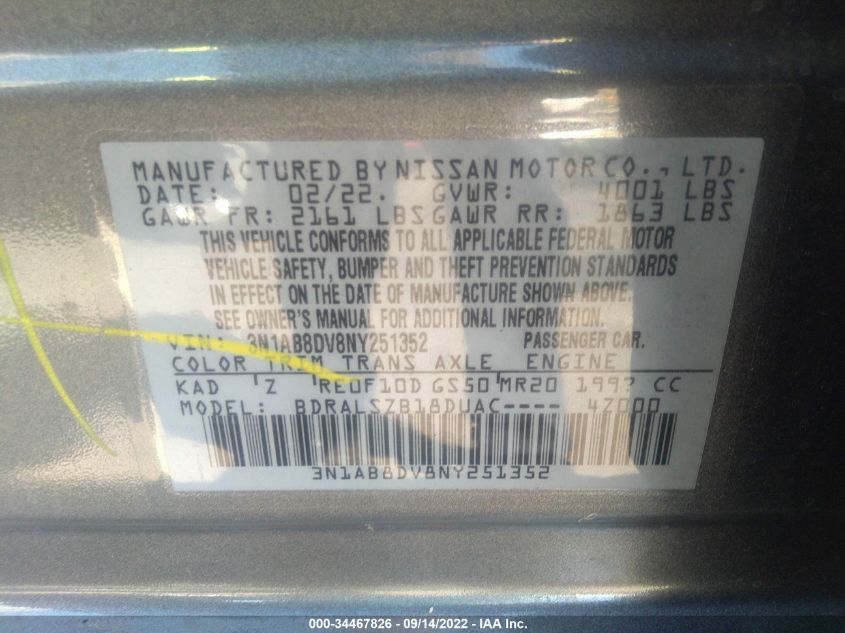 MANUFACTURED BY NISSAN MOTOR CO., LTD.
DATE: 02/22. GVWR: 4001 LBS
GAWR FR: 2161 LBS GAWR RR: 1863 LBS
THIS VEHICLE CONFORMS TO ALL APPLICABLE FEDERAL MOTOR
VEHICLE SAFETY, BUMPER AND THEFT PREVENTION STANDARDS
IN EFFECT ON THE DATE OF MANUFACTURE SHOWN ABOVE.
SEE OWNER'S MANUAL FOR ADDITIONAL INFORMATION.
VIN: 3N1AB8DV8NY251352 PASSENGER CAR.
COLOR TRIM TRANS AXLE ENGINE
KAD Z RE0F10D GS50 MR20 1997 CC
MODEL: BDRALSZB18DUAC---- 4Z000
3N1AB8DV8NY251352
000-34467826 - 09/14/2022 - IAA Inc.